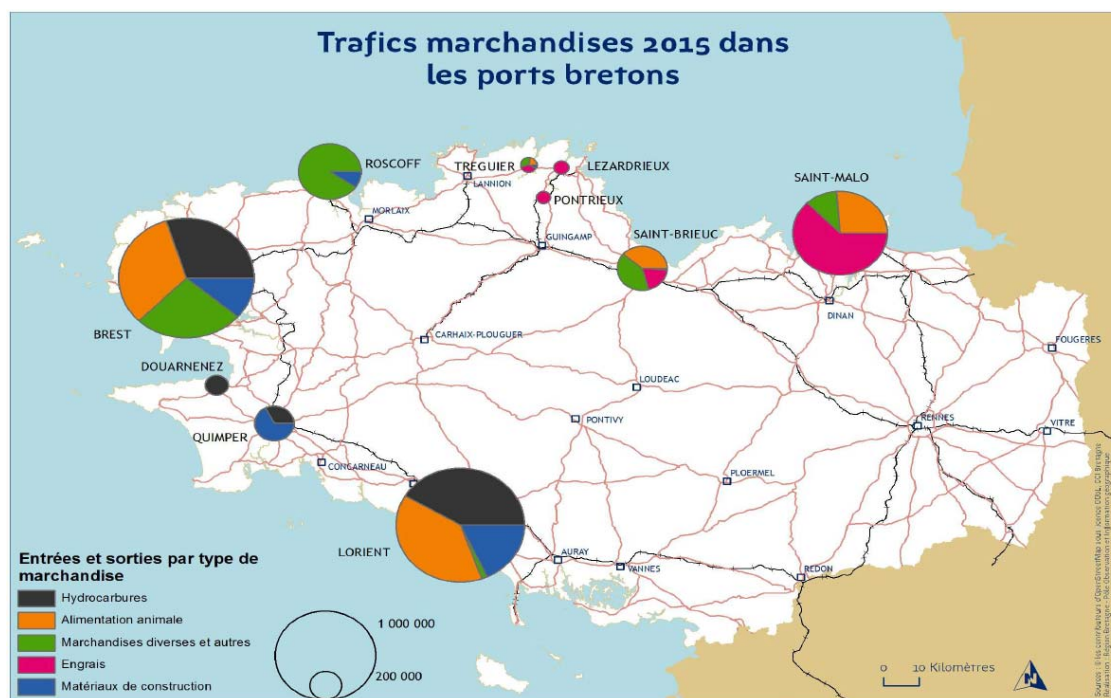 Trafics marchandises 2015 dans
les ports bretons
ROSCOFF
TREGUIER
LEZARDRIEUX
LANNION
PONTRIEUX
SAINT-MALO
MORLAIX
GUINGAMP
SAINT-BRIEUC
BREST
DINAN
CARHAIX-PLOUGUER
FOUGERES
DOUARNENEZ
LOUDEAC
QUIMPER
PONTIVY
RENNES
VITRE
CONCARNEAU
PLOERMEL
LORIENT
AURAY
VANNES
REDON
Entrées et sorties par type de
marchandise
Hydrocarbures
Alimentation animale
Marchandises diverses et autres
Engrais
Matériaux de construction
1 000 000
200 000
0 10 Kilomètres
N